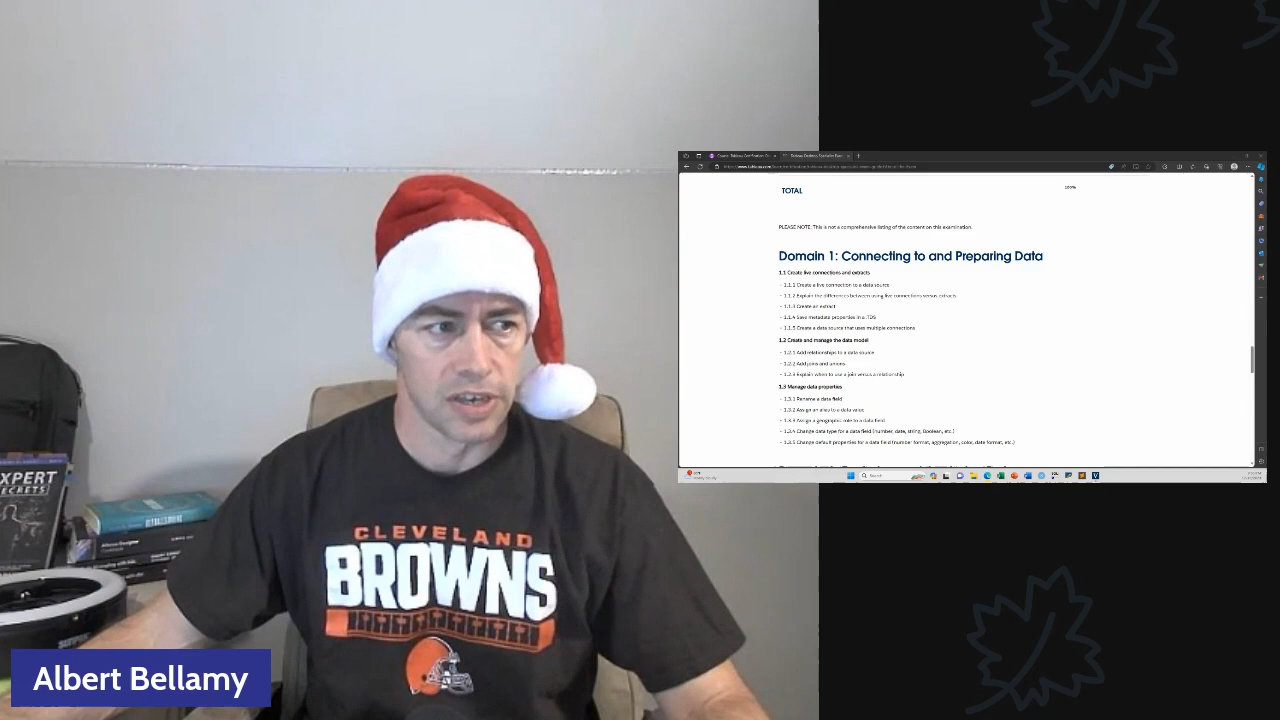 TOTAL
100%
PLEASE NOTE: This is not a comprehensive listing of the content on this examination.
Domain 1: Connecting to and Preparing Data
1.1 Create live connections and extracts
- 1.1.1 Create a live connection to a data source
- 1.1.2 Explain the differences between using live connections versus extracts
- 1.1.3 Create an extract
- 1.1.4 Save metadata properties in a .TDS
- 1.1.5 Create a data source that uses multiple connections
1.2 Create and manage the data model
- 1.2.1 Add relationships to a data source
- 1.2.2 Add joins and unions
- 1.2.3 Explain when to use a join versus a relationship
1.3 Manage data properties
- 1.3.1 Rename a data field
- 1.3.2 Assign an alias to a data value
- 1.3.3 Assign a geographic role to a data field
- 1.3.4 Change data type for a data field (number, date, string, Boolean, etc.)
- 1.3.5 Change default properties for a data field (number format, aggregation, color, date format, etc.)
Search
EXPERT
SECRETS
CLEVELAND
BROWNS
Albert Bellamy